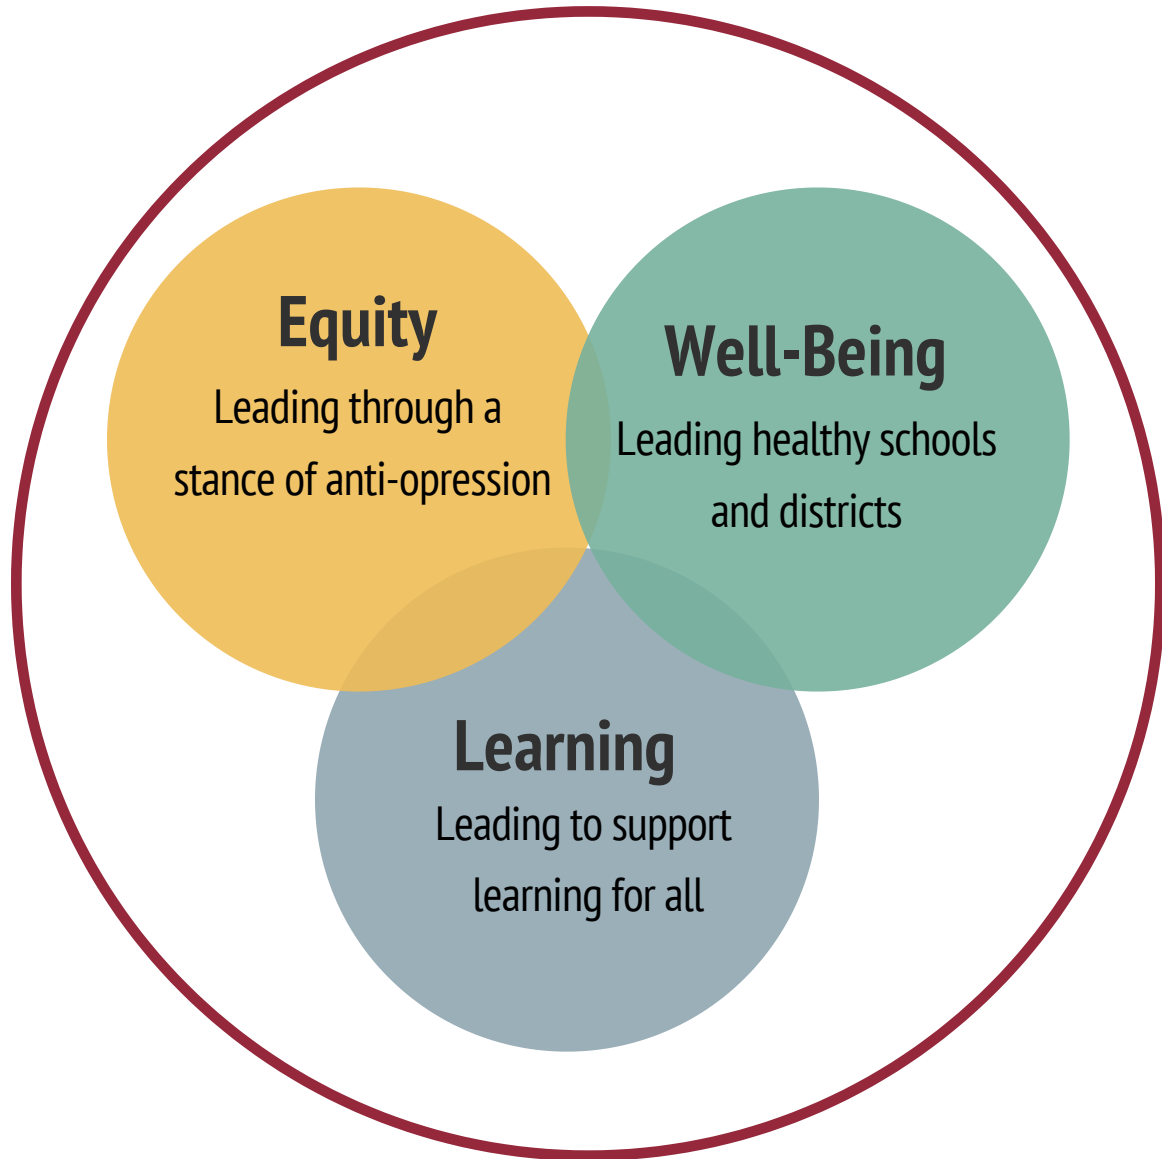 Equity
Leading through a
stance of anti-opression
Well-Being
Leading healthy schools
and districts
Learning
Leading to support
learning for all